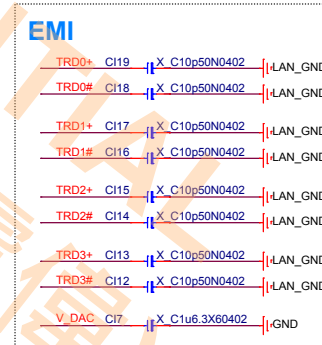 EMI
TRD0+ CI19 X_C10p50N0402 LAN_GND
TRD0# CI18 X_C10p50N0402 LAN_GND
TRD1+ CI17 X_C10p50N0402 LAN_GND
TRD1# CI16 X_C10p50N0402 LAN_GND
TRD2+ CI15 X_C10p50N0402 LAN_GND
TRD2# CI14 X_C10p50N0402 LAN_GND
TRD3+ CI13 X_C10p50N0402 LAN_GND
TRD3# CI12 X_C10p50N0402 LAN_GND
V_DAC CI7 X_C1u6.3X60402 GND